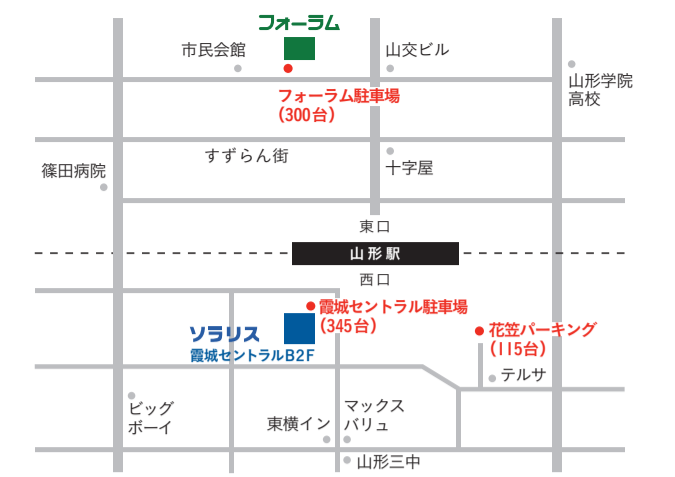 フォーラム
市民会館
山交ビル
山形学院
高校
フォーラム駐車場
(300台)
すずらん街
十字屋
篠田病院
東口
山形駅
西口
霞城セントラル駐車場
(345台)
ソラリス
霞城セントラルB2F
花笠パーキング
(115台)
テルサ
ビッグ
ボーイ
東横イン
マックス
バリュ
山形三中